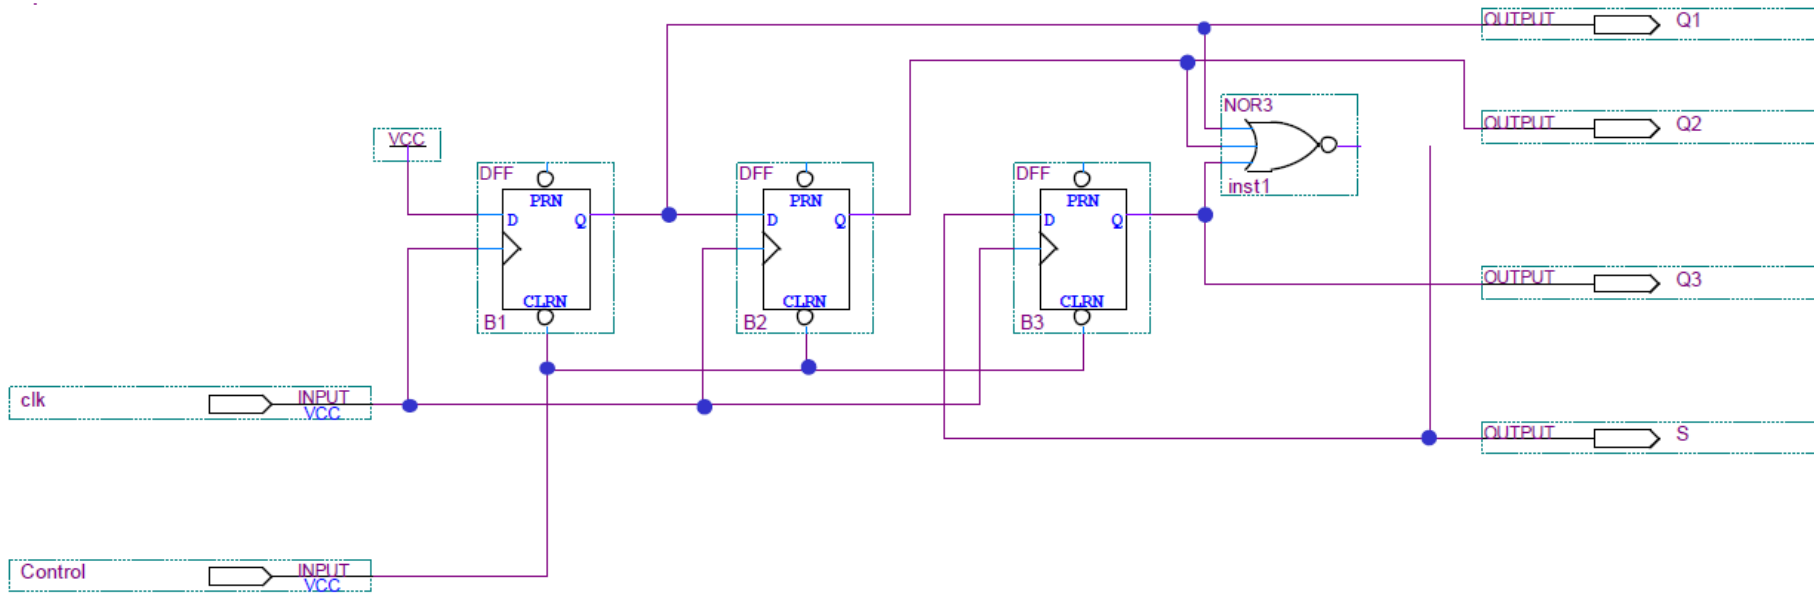 OUTPUT
Q1
NOR3
OUTPUT
Q2
VCC
DFF
PRN
D
Q
CLRN
B1
DFF
PRN
D
Q
CLRN
B2
DFF
PRN
D
Q
CLRN
B3
inst1
OUTPUT
Q3
clk
INPUT
VCC
OUTPUT
S
Control
INPUT
VCC